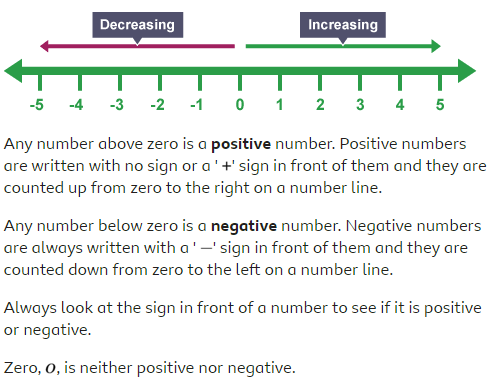 Decreasing Increasing
-5 -4 -3 -2 -1 0 1 2 3 4 5
Any number above zero is a positive number. Positive numbers
are written with no sign or a ' +' sign in front of them and they are
counted up from zero to the right on a number line.
Any number below zero is a negative number. Negative numbers
are always written with a ' —' sign in front of them and they are
counted down from zero to the left on a number line.
Always look at the sign in front of a number to see if it is positive
or negative.
Zero, 0, is neither positive nor negative.